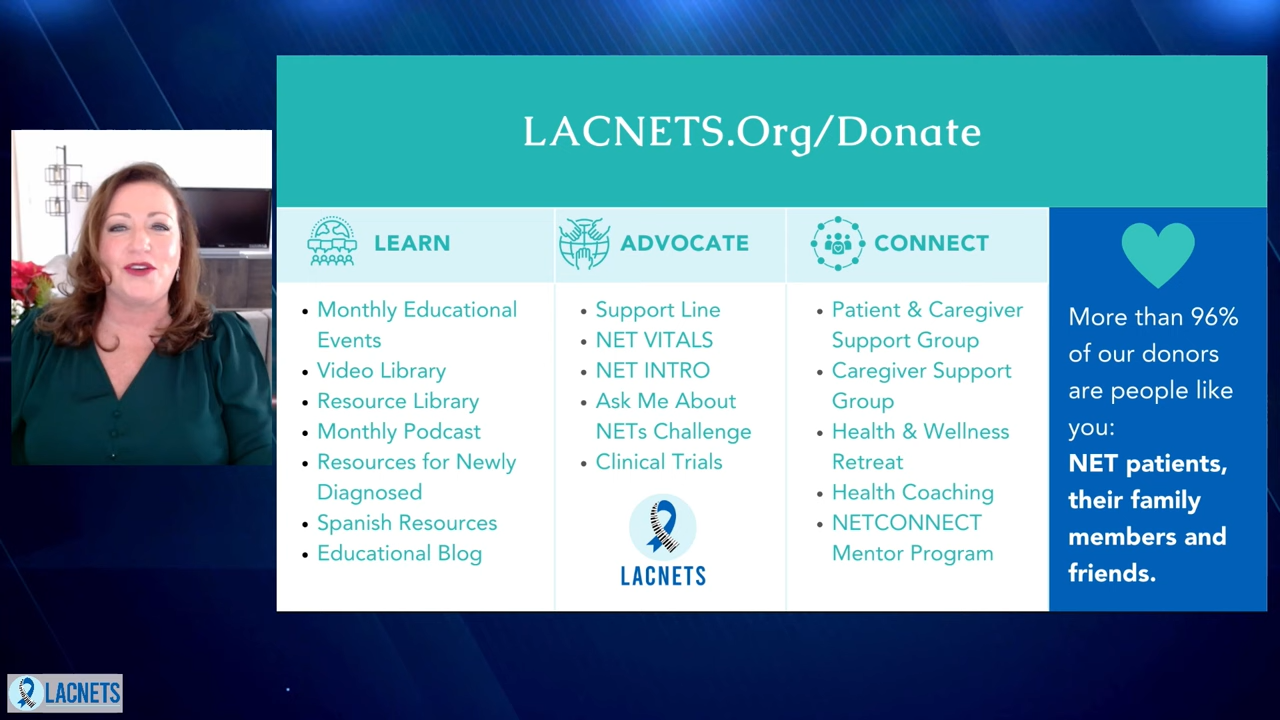 LACNETS.Org/Donate
LEARN
Monthly Educational
Events
Video Library
Resource Library
Monthly Podcast
Resources for Newly
Diagnosed
Spanish Resources
Educational Blog
ADVOCATE
Support Line
NET VITALS
NET INTRO
Ask Me About
NETs Challenge
Clinical Trials
LACNETS
CONNECT
Patient & Caregiver
Support Group
Caregiver Support
Group
Health & Wellness
Retreat
Health Coaching
NETCONNECT
Mentor Program
More than 96%
of our donors
are people like
you:
NET patients,
their family
members and
friends.
LACNETS